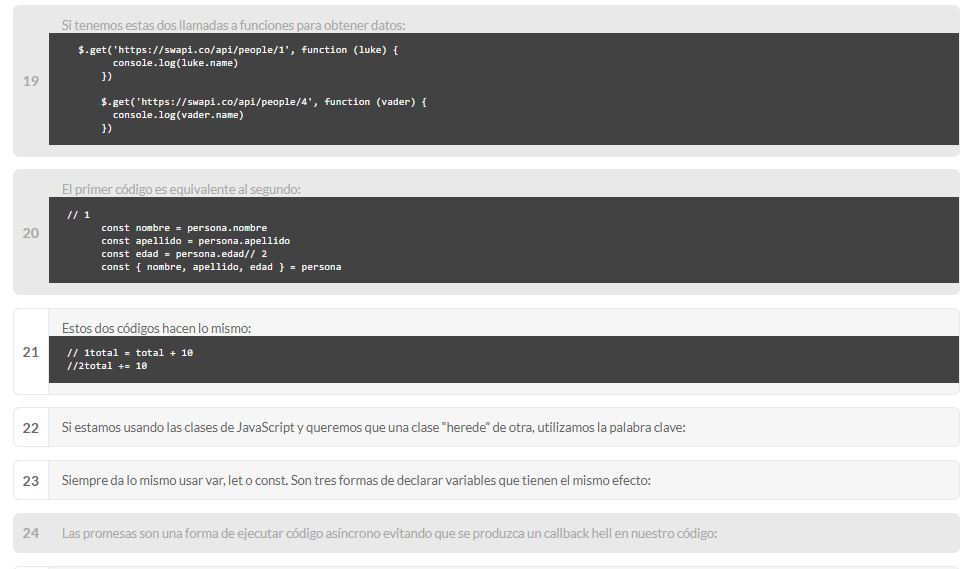 Si tenemos estas dos llamadas a funciones para obtener datos:
19
$.get('https://swapi.co/api/people/1', function (luke) {
console.log(luke.name)
})
$.get('https://swapi.co/api/people/4', function (vader) {
console.log(vader.name)
})
El primer código es equivalente al segundo:
20
// 1
const nombre = persona.nombre
const apellido = persona.apellido
const edad = persona.edad// 2
const { nombre, apellido, edad } = persona
Estos dos códigos hacen lo mismo:
21
// 1total = total + 10
//2total += 10
22 Si estamos usando las clases de JavaScript y queremos que una clase “herede” de otra, utilizamos la palabra clave:
23 Siempre da lo mismo usar var, let o const. Son tres formas de declarar variables que tienen el mismo efecto:
24 Las promesas son una forma de ejecutar código asíncrono evitando que se produzca un callback hell en nuestro código: